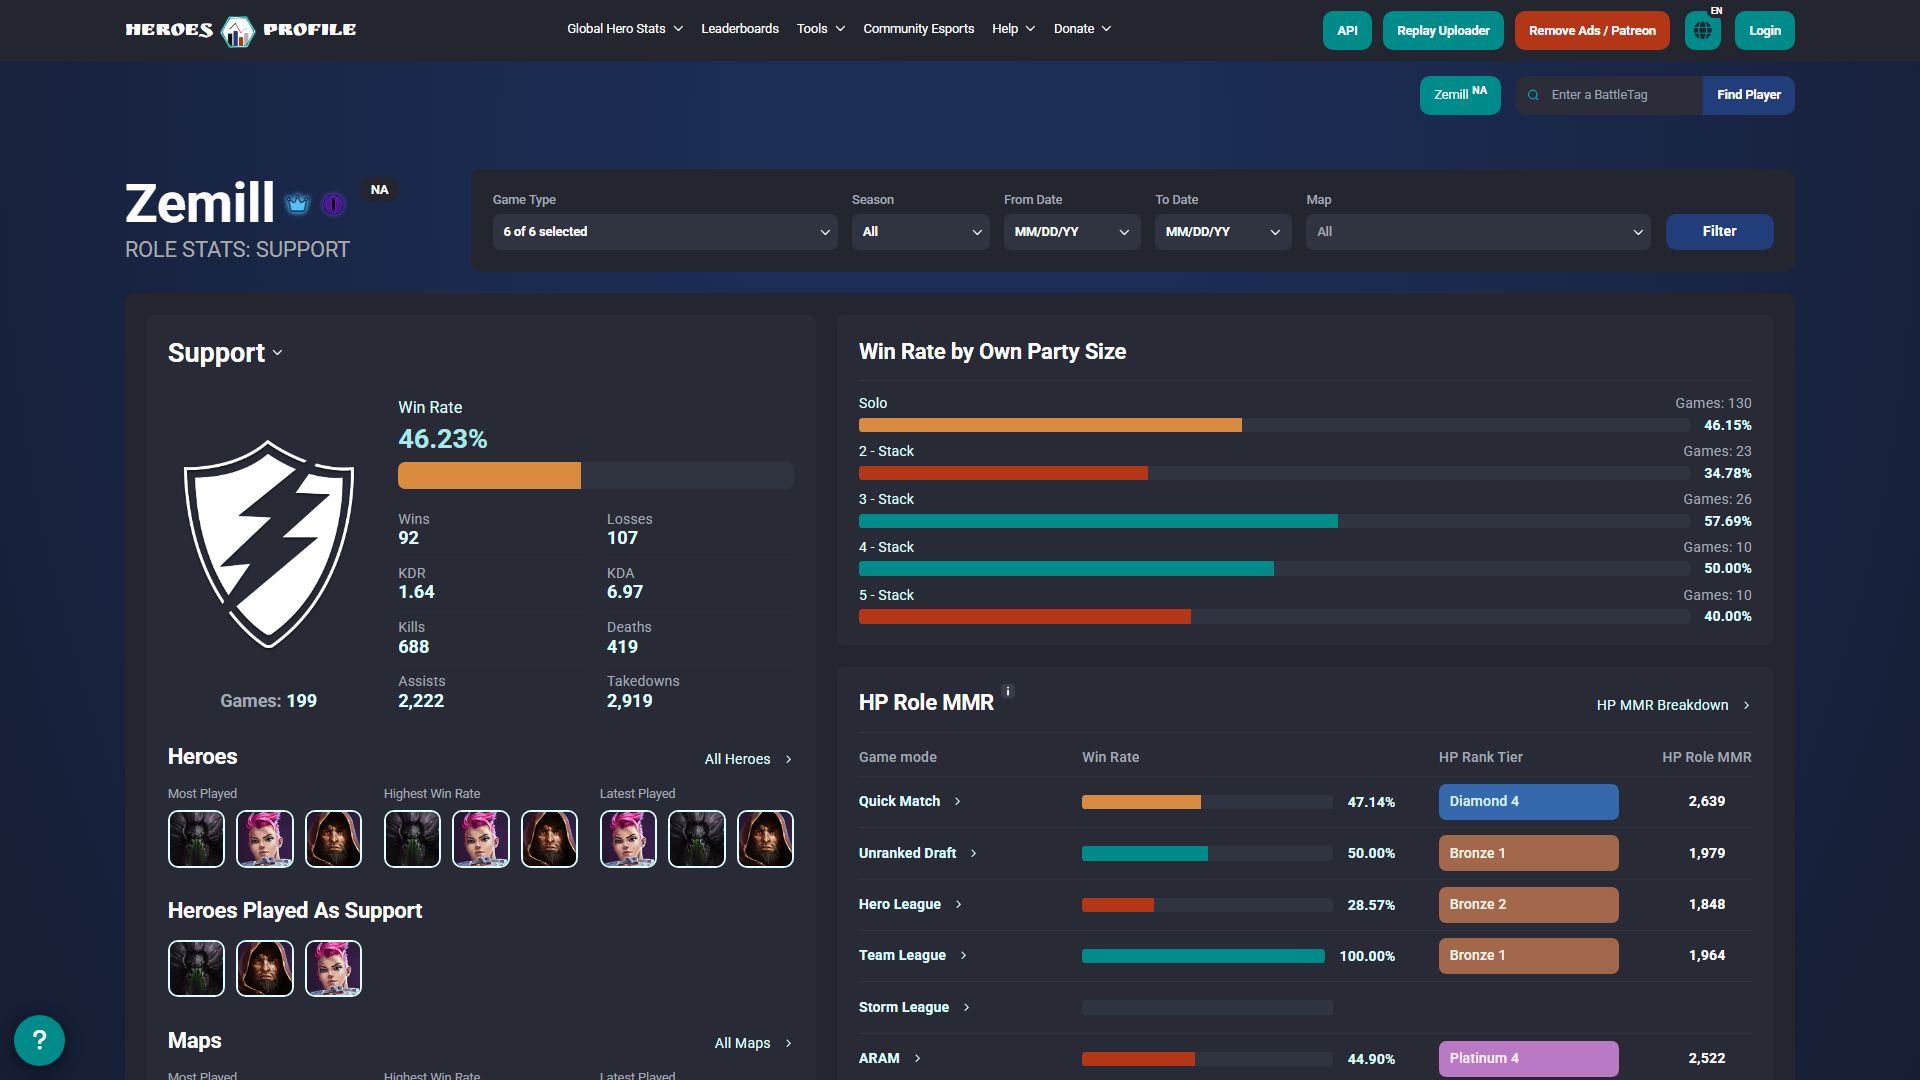 HEROES PROFILE
Global Hero Stats
Leaderboards
Tools
Community Esports
Help
Donate
API
Replay Uploader
Remove Ads / Patreon
EN
Login
Zemill NA
Enter a BattleTag
Find Player
Zemill
NA
ROLE STATS: SUPPORT
Game Type
6 of 6 selected
Season
All
From Date
MM/DD/YY
To Date
MM/DD/YY
Map
All
Filter
Support
Win Rate
46.23%
Wins
92
Losses
107
KDR
1.64
KDA
6.97
Kills
688
Deaths
419
Assists
2,222
Takedowns
2,919
Games: 199
Heroes
All Heroes
Most Played
Highest Win Rate
Latest Played
Heroes Played As Support
Maps
All Maps
Most Played
Highest Win Rate
Latest Played
?
Win Rate by Own Party Size
Solo
Games: 130
46.15%
2 - Stack
Games: 23
34.78%
3 - Stack
Games: 26
57.69%
4 - Stack
Games: 10
50.00%
5 - Stack
Games: 10
40.00%
HP Role MMR
i
HP MMR Breakdown
Game mode
Win Rate
HP Rank Tier
HP Role MMR
Quick Match
47.14%
Diamond 4
2,639
Unranked Draft
50.00%
Bronze 1
1,979
Hero League
28.57%
Bronze 2
1,848
Team League
100.00%
Bronze 1
1,964
Storm League
ARAM
44.90%
Platinum 4
2,522